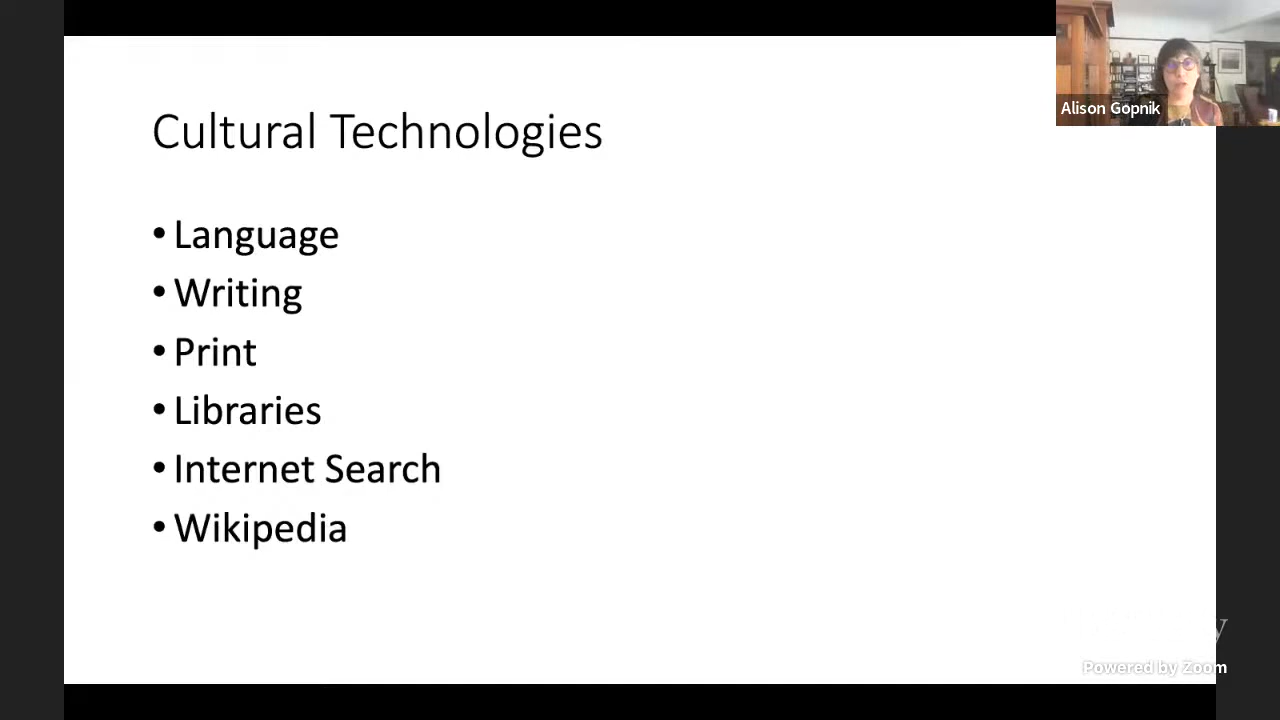 Cultural Technologies
Alison Gopnik
• Language
• Writing
• Print
• Libraries
• Internet Search
• Wikipedia
Powered by Zoom